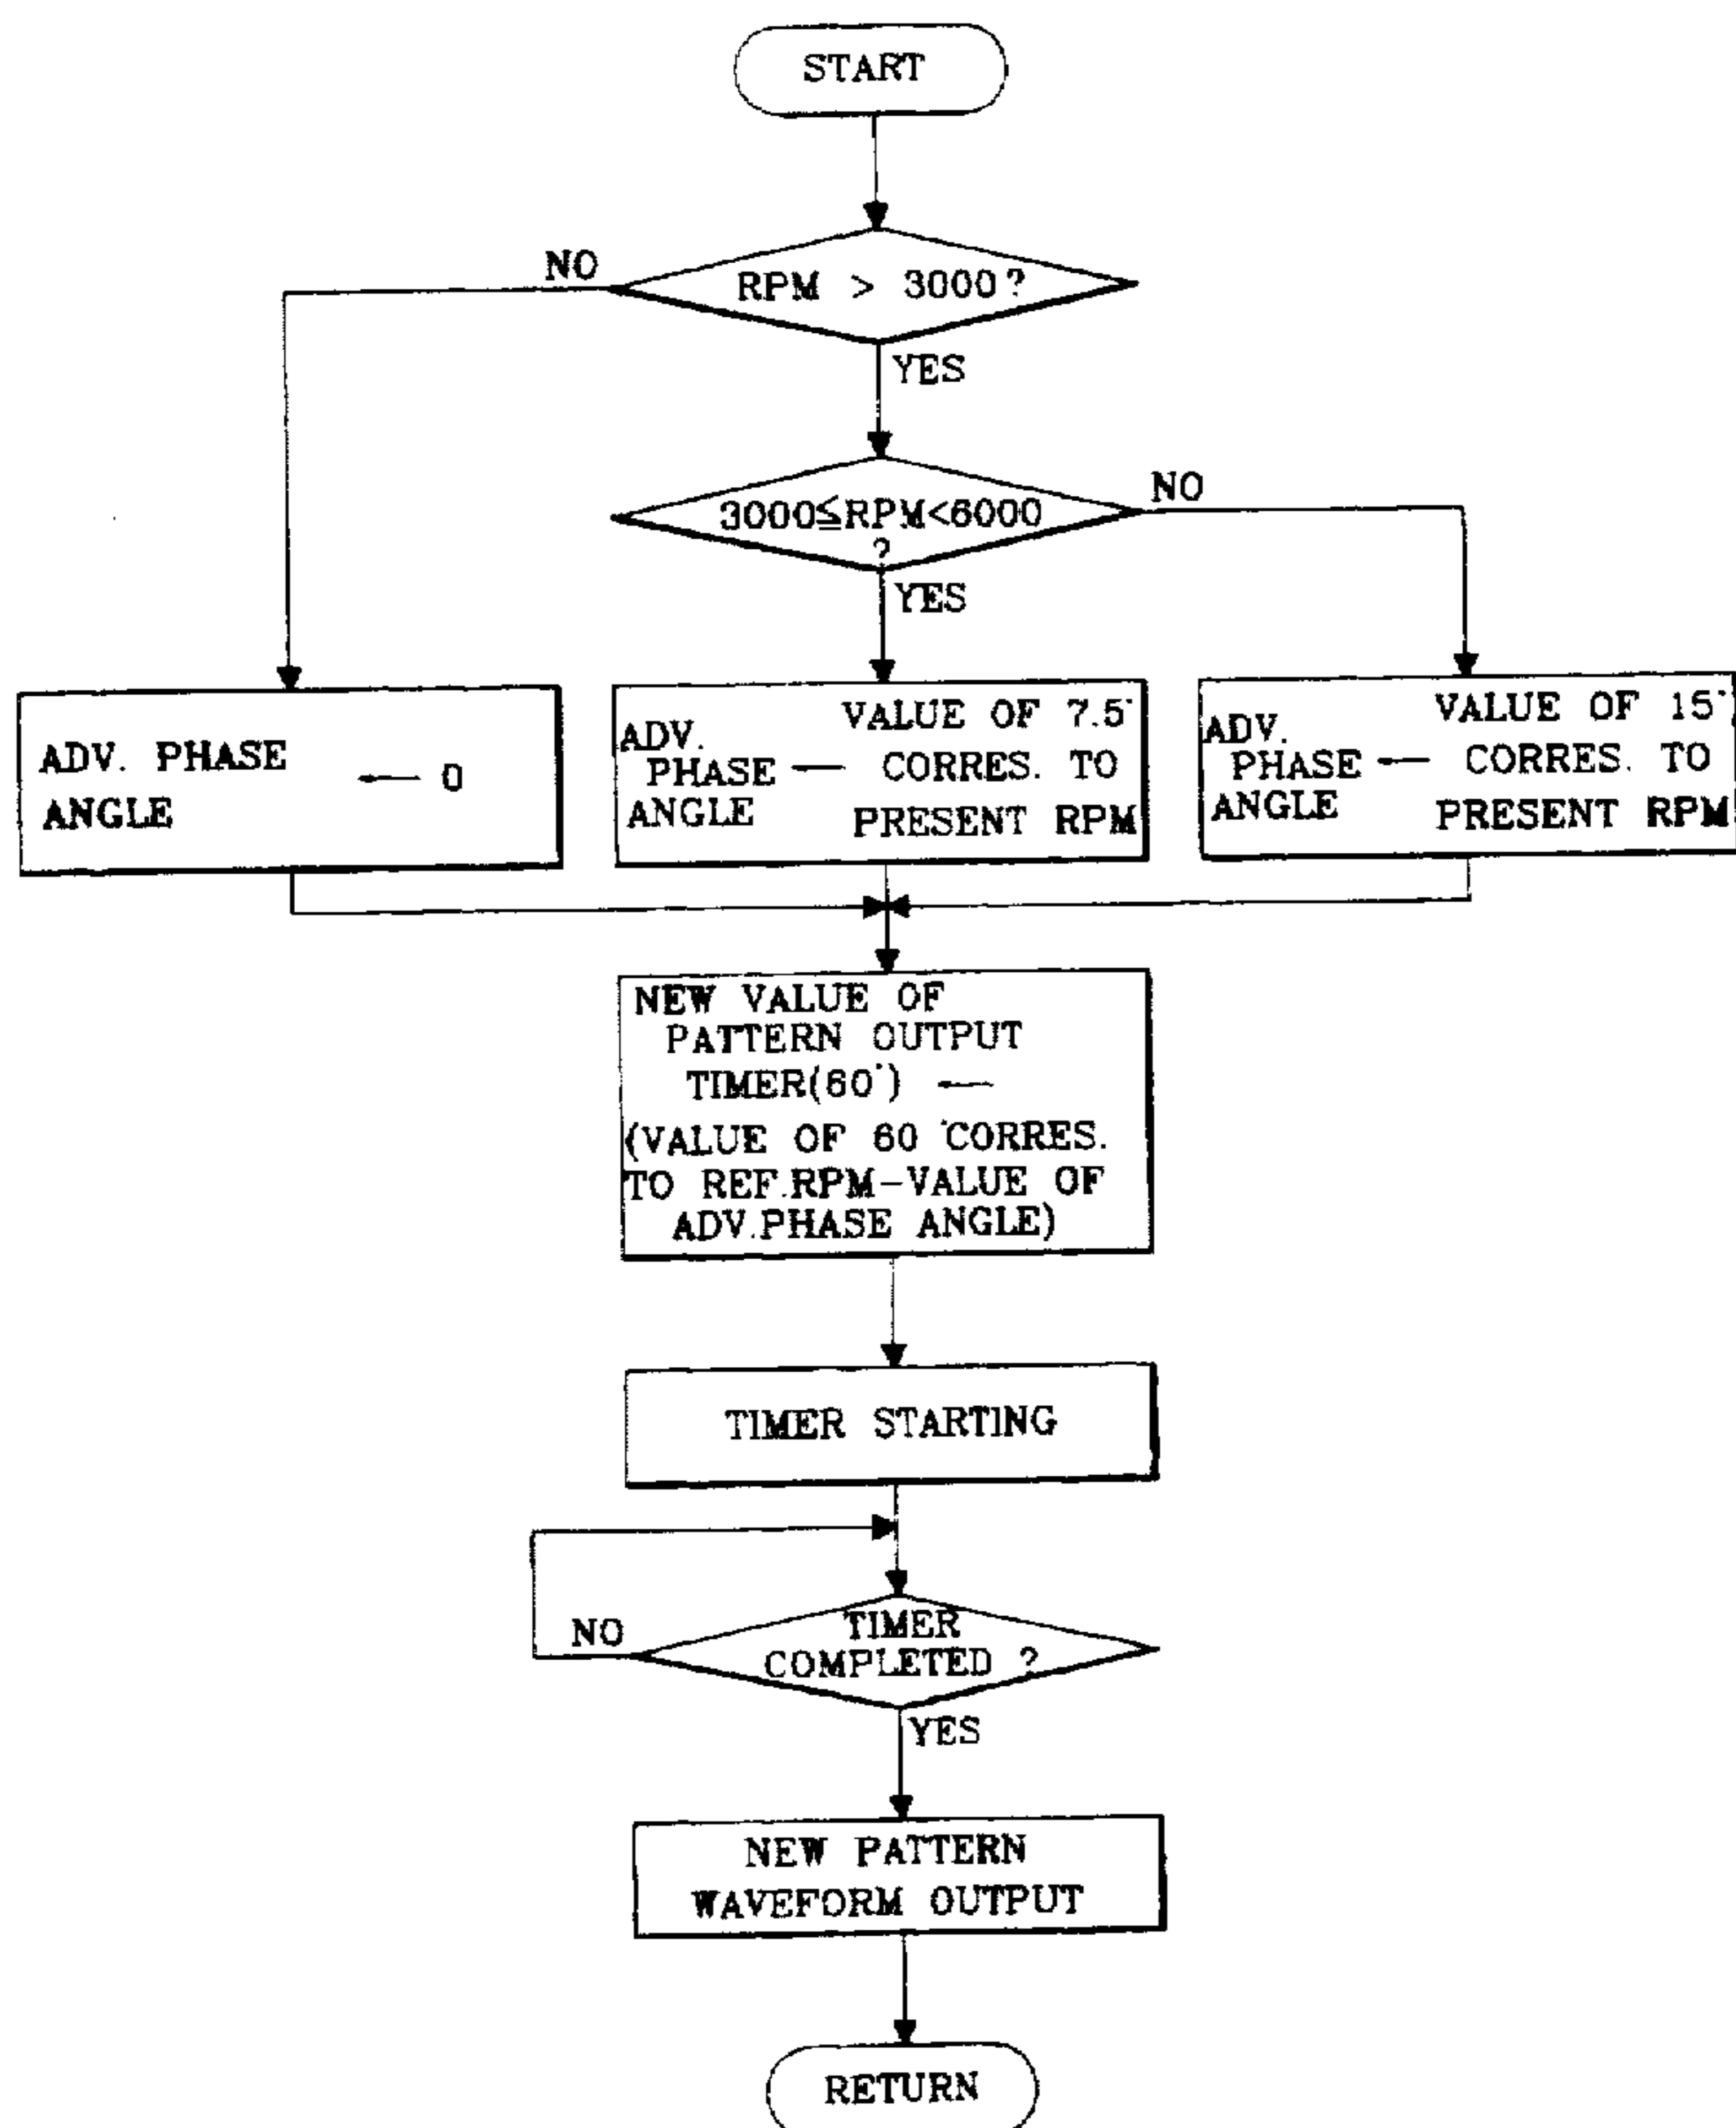 START
NO
RPM > 3000?
YES
3000≦RPM<6000
?
NO
YES
ADV. PHASE
ANGLE
← 0
ADV.
PHASE
ANGLE
←
VALUE OF 7.5°
CORRES. TO
PRESENT RPM
ADV.
PHASE
ANGLE
←
VALUE OF 15°
CORRES. TO
PRESENT RPM
NEW VALUE OF
PATTERN OUTPUT
TIMER(60°) ←
(VALUE OF 60°CORRES.
TO REF.RPM-VALUE OF
ADV.PHASE ANGLE)
TIMER STARTING
NO
TIMER
COMPLETED ?
YES
NEW PATTERN
WAVEFORM OUTPUT
RETURN